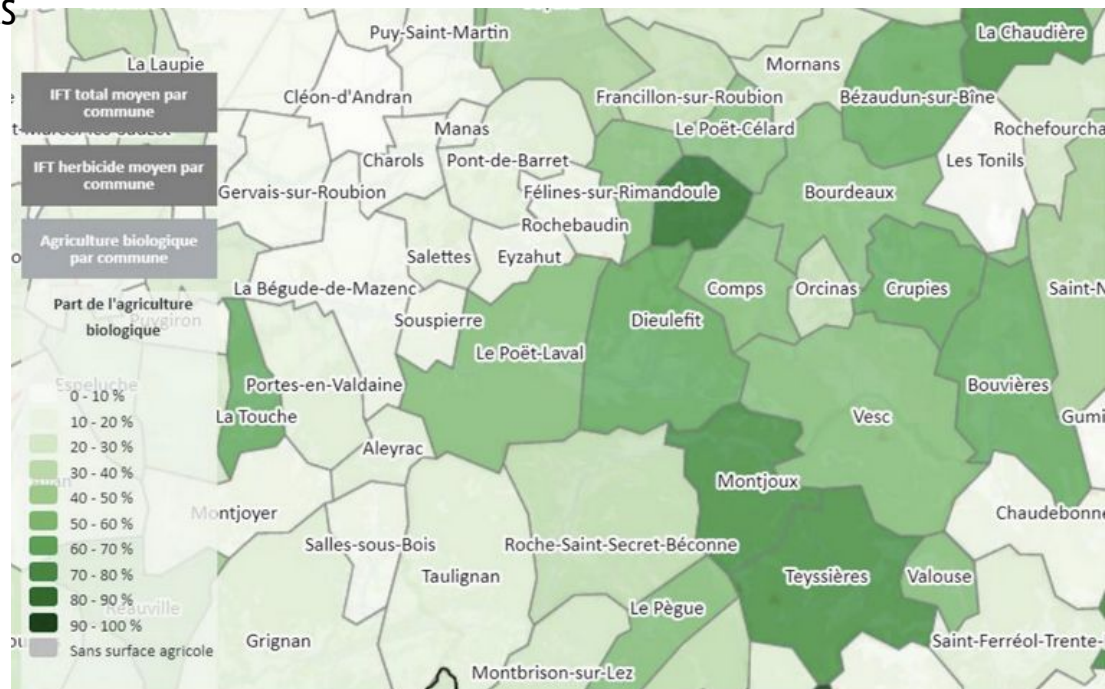 S
Puy-Saint-Martin
La Chaudière
La Laupie
Mornans
IFT total moyen par
commune
Cléon-d'Andran
Francillon-sur-Roubion
Bézaudun-sur-Bîne
Manas
Le Poët-Célard
Rochefourcha
IFT herbicide moyen par
commune
Charols
Pont-de-Barret
Les Tonils
Gervais-sur-Roubion
Félines-sur-Rimandoule
Bourdeaux
Rochebaudin
Agriculture biologique
par commune
Salettes
Eyzahut
La Bégude-de-Mazenc
Comps
Orcinas
Crupies
Saint-N
Part de l'agriculture
biologique
Puygiron
Souspierre
Dieulefit
Le Poët-Laval
Espeluche
Portes-en-Valdaine
Bouvières
0 - 10 %
La Touche
Vesc
Gumi
10 - 20 %
20 - 30 %
Aleyrac
30 - 40 %
Montjoux
40 - 50 %
Montjoyer
Chaudebonne
50 - 60 %
60 - 70 %
Salles-sous-Bois
Roche-Saint-Secret-Béconne
70 - 80 %
Taulignan
Teyssières
Valouse
80 - 90 %
Réauville
Le Pègue
90 - 100 %
Grignan
Saint-Ferréol-Trente-
Sans surface agricole
Montbrison-sur-Lez